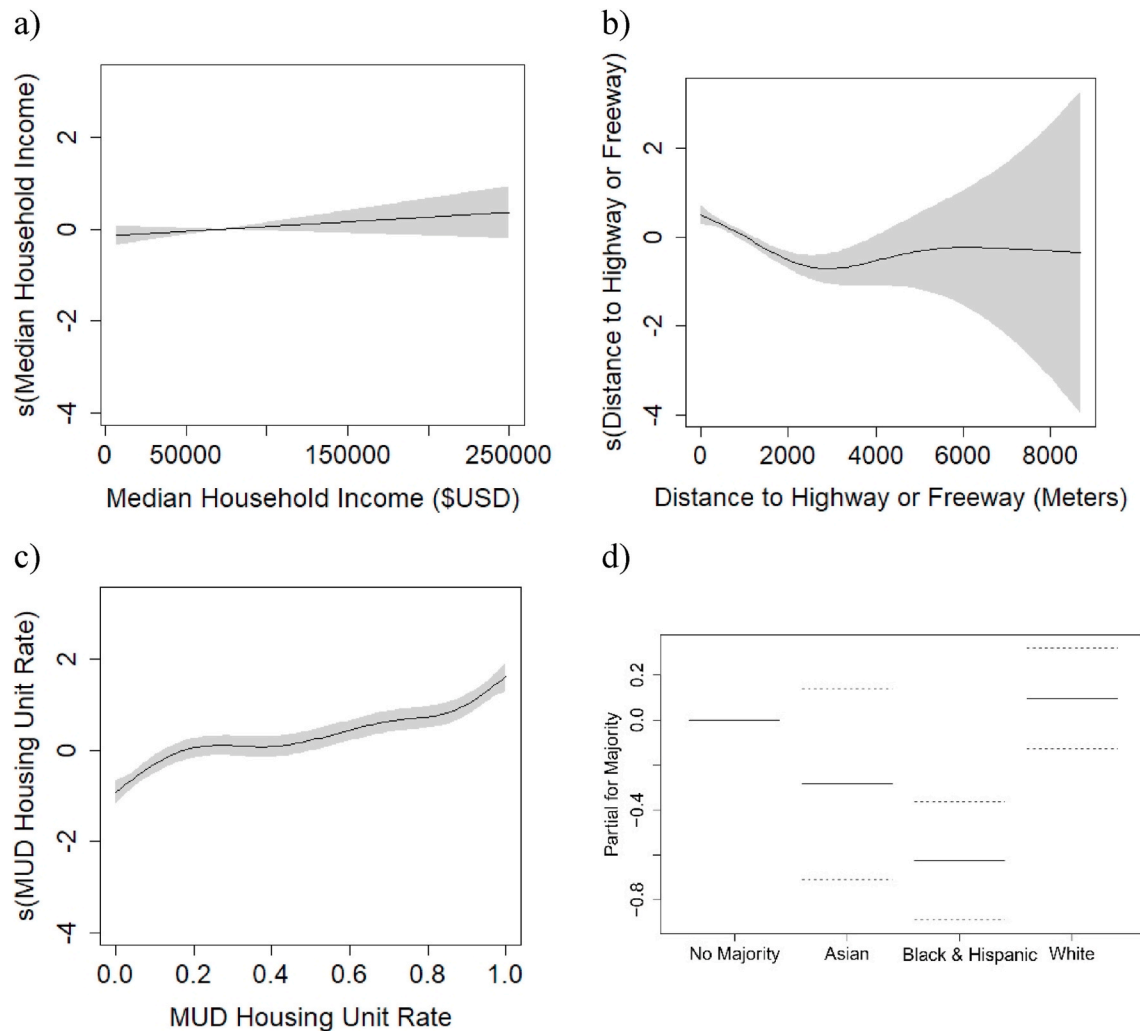 a)
s(Median Household Income)
2
0
-2
-4
0
50000
150000
250000
Median Household Income ($USD)
b)
s(Distance to Highway or Freeway)
2
0
-2
-4
0
2000
4000
6000
8000
Distance to Highway or Freeway (Meters)
c)
s(MUD Housing Unit Rate)
2
0
-2
-4
0.0
0.2
0.4
0.6
0.8
1.0
MUD Housing Unit Rate
d)
Partial for Majority
0.2
0.0
-0.4
-0.8
No Majority
Asian
Black & Hispanic
White